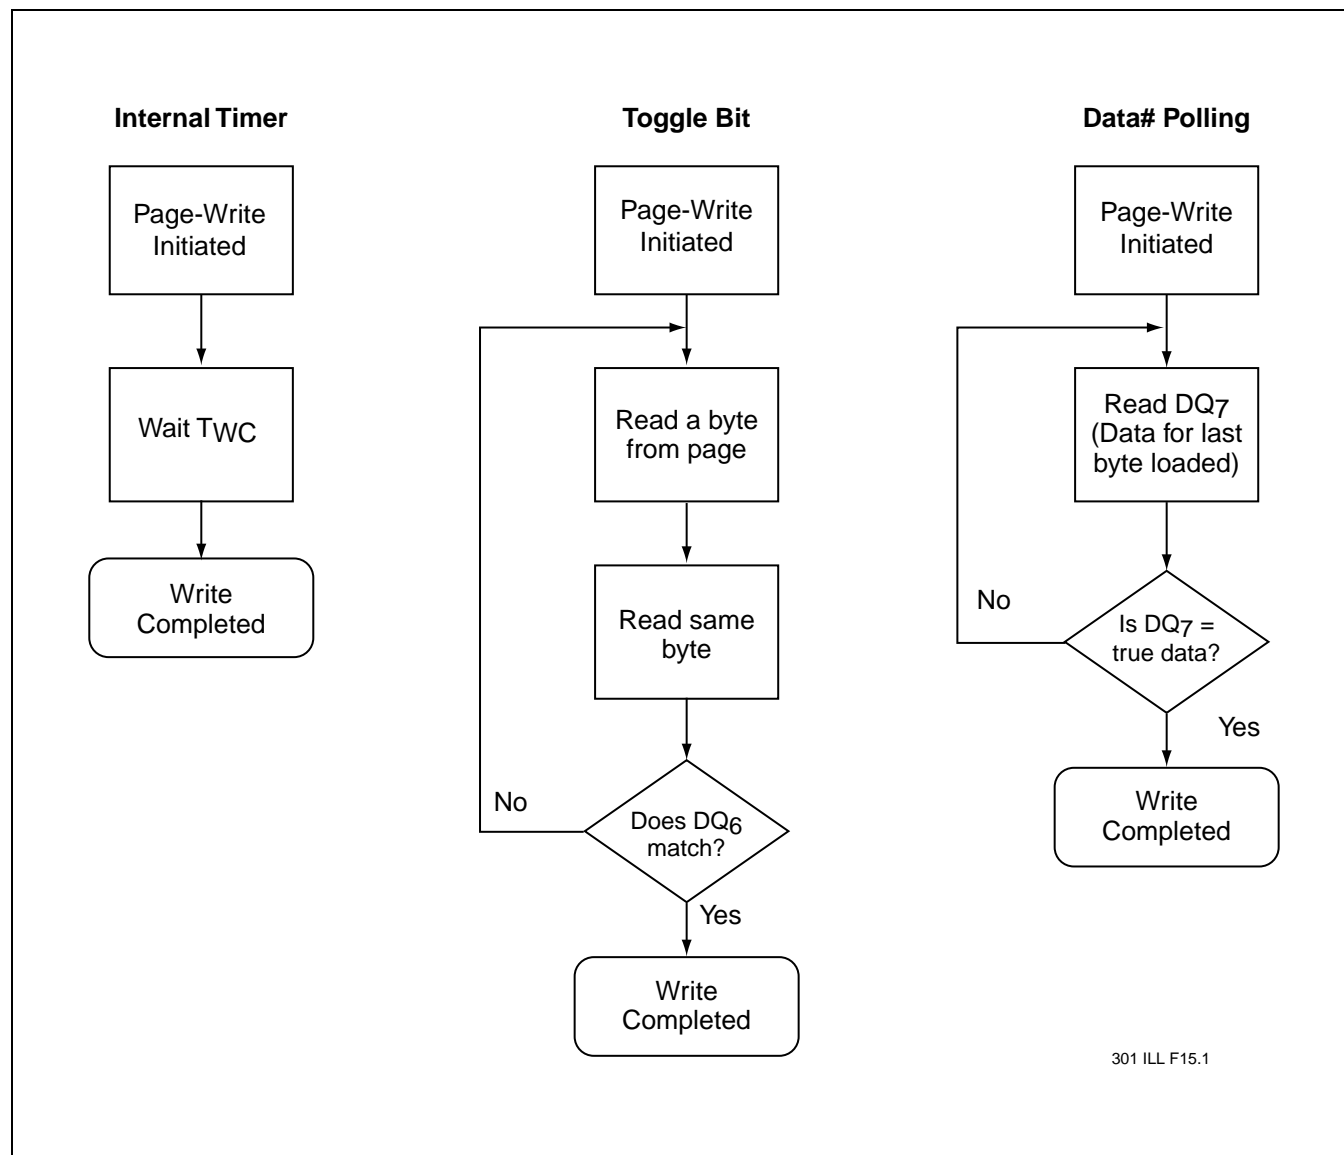 Internal Timer
Page-Write
Initiated
Wait TWC
Write
Completed
Toggle Bit
Page-Write
Initiated
Read a byte
from page
Read same
byte
No
Does DQ6
match?
Yes
Write
Completed
Data# Polling
Page-Write
Initiated
Read DQ7
(Data for last
byte loaded)
No
Is DQ7 =
true data?
Yes
Write
Completed
301 ILL F15.1